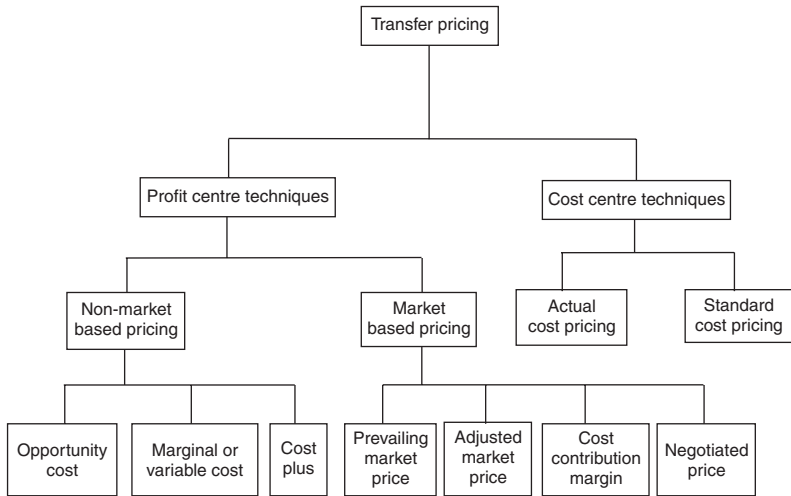 Transfer pricing
Profit centre techniques
Cost centre techniques
Non-market
based pricing
Market
based pricing
Actual
cost pricing
Standard
cost pricing
Opportunity
cost
Marginal or
variable cost
Cost
plus
Prevailing
market
price
Adjusted
market
price
Cost
contribution
margin
Negotiated
price